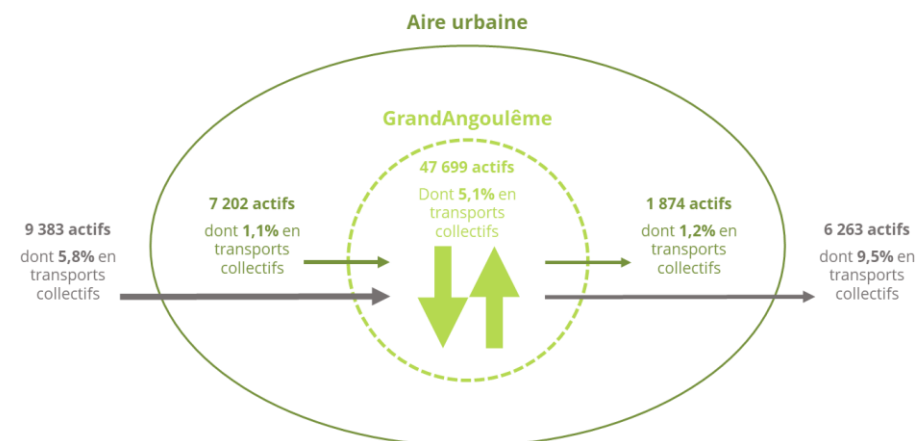 Aire urbaine
GrandAngoulême
47 699 actifs
Dont 5,1% en
transports
collectifs
9 383 actifs
dont 5,8% en
transports
collectifs
7 202 actifs
dont 1,1% en
transports
collectifs
1 874 actifs
dont 1,2% en
transports
collectifs
6 263 actifs
dont 9,5% en
transports
collectifs